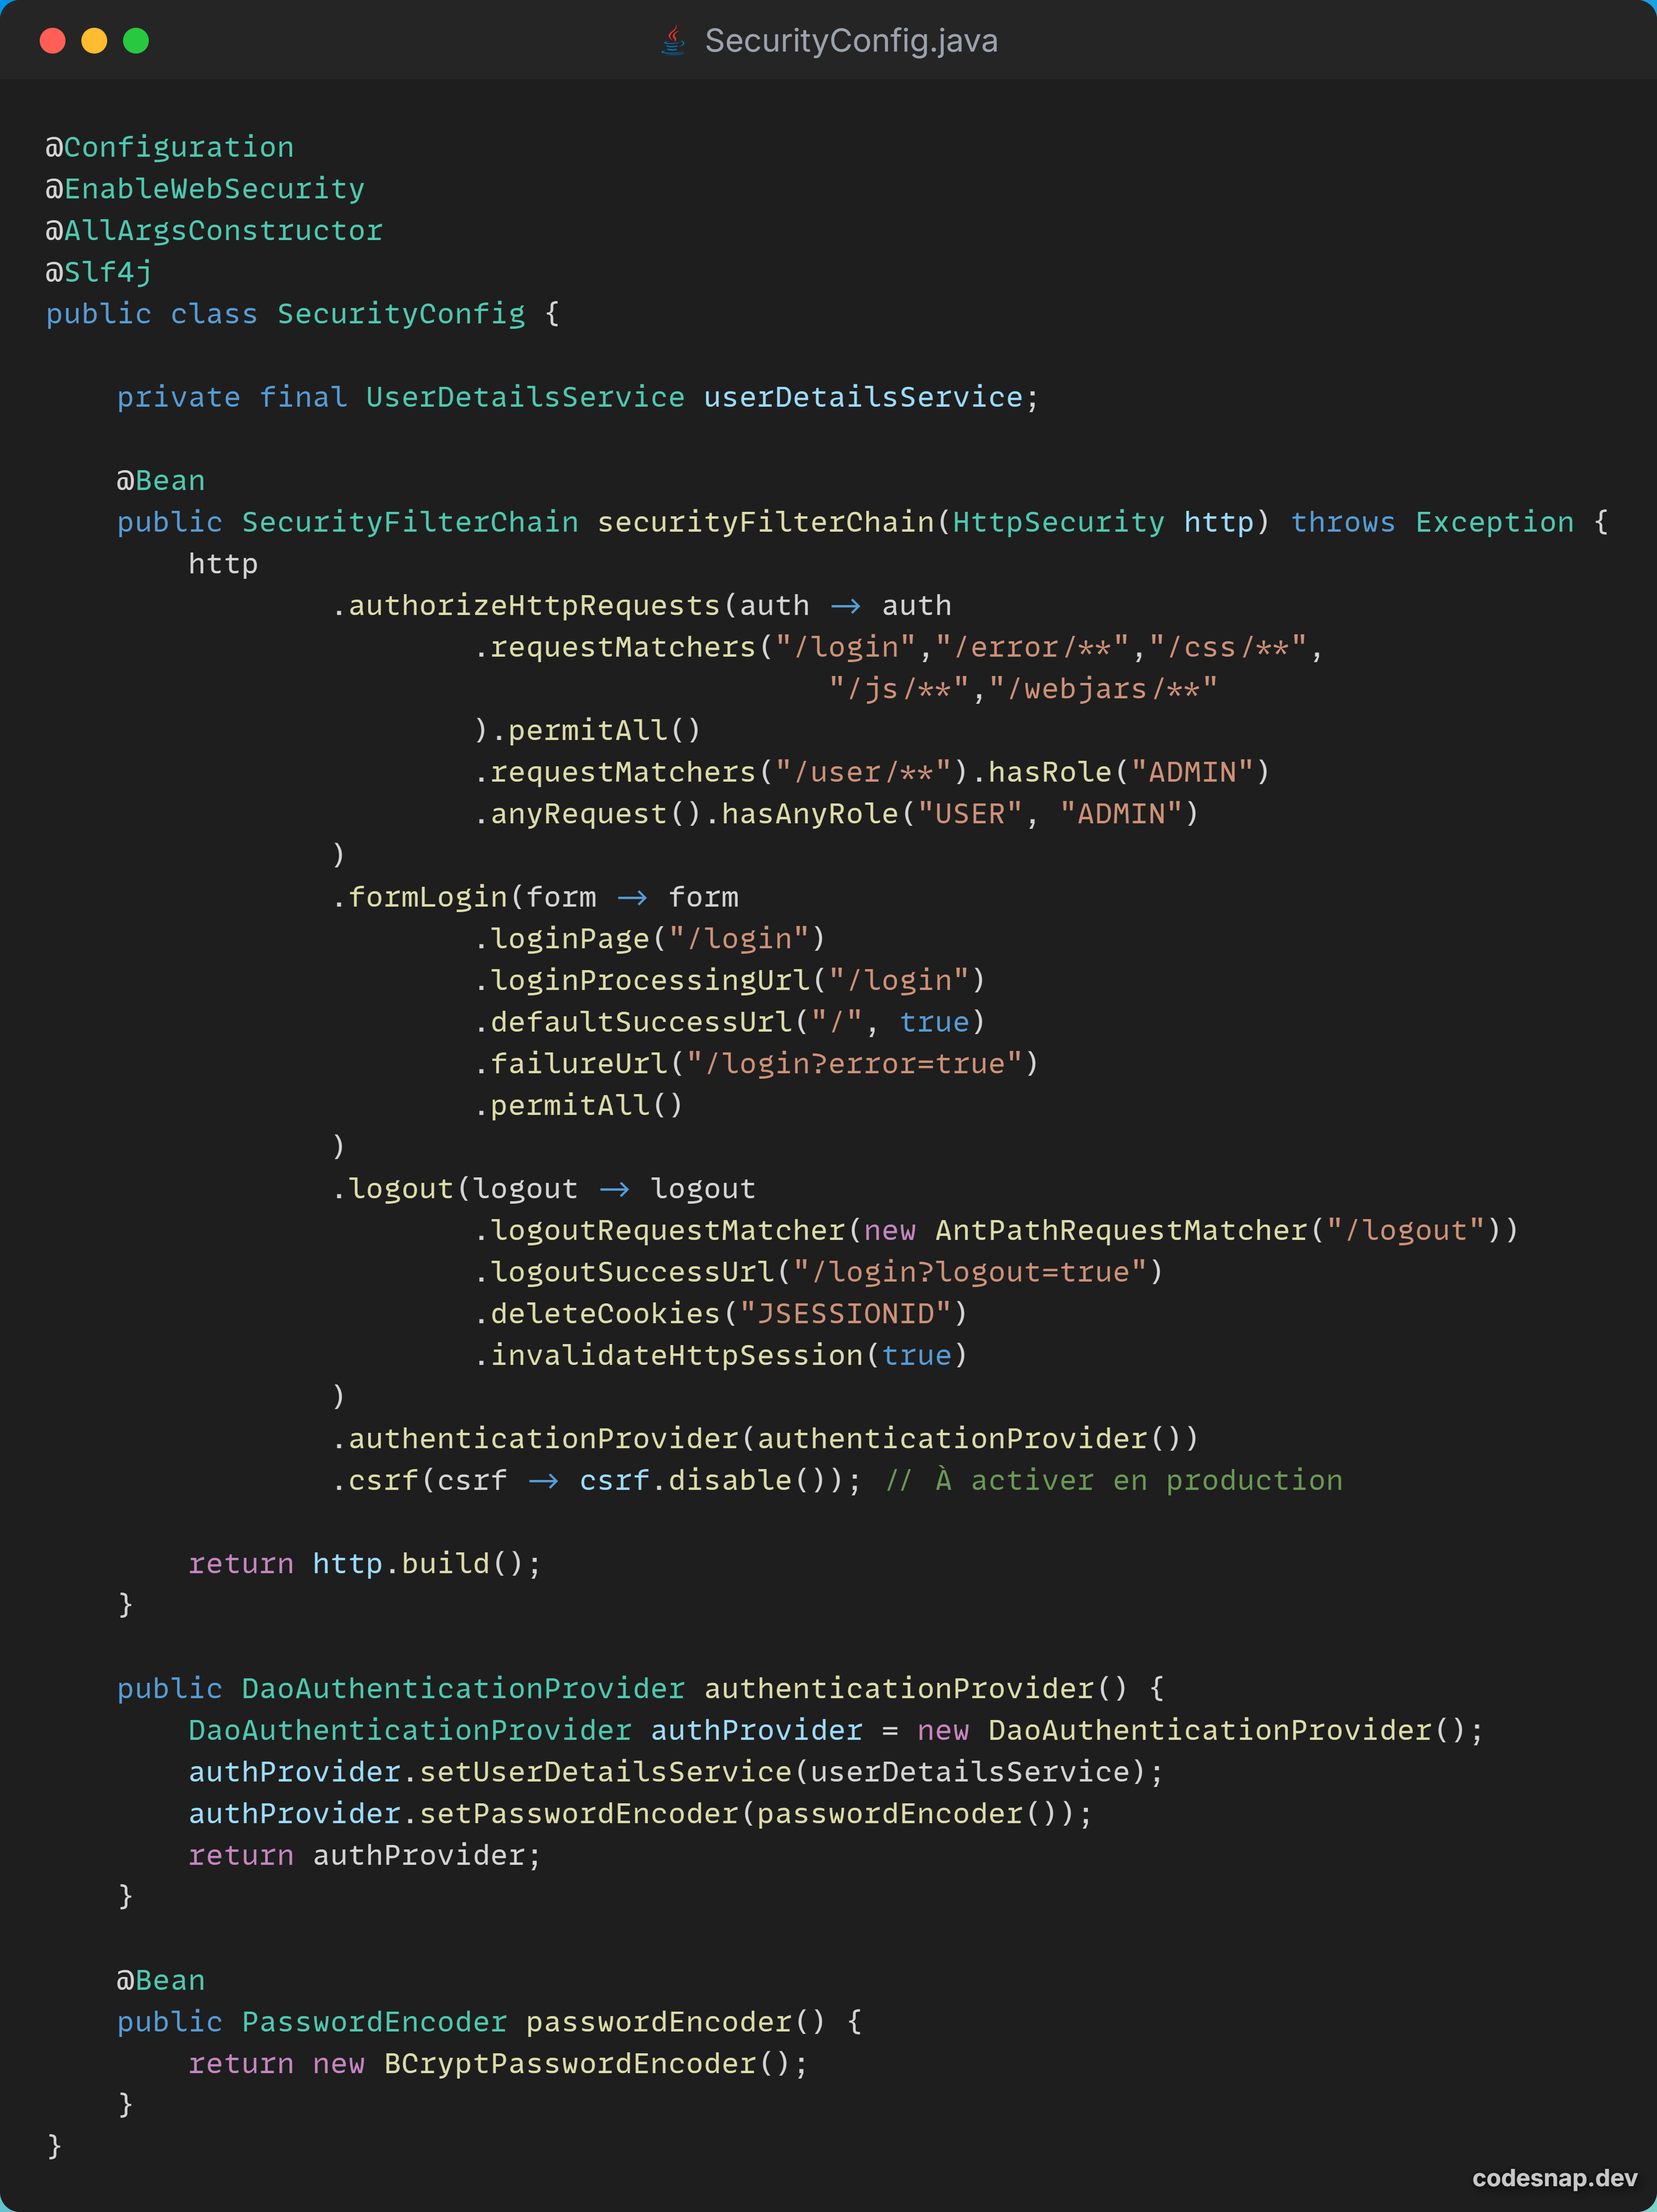 SecurityConfig.java
@Configuration
@EnableWebSecurity
@AllArgsConstructor
@Slf4j
public class SecurityConfig {
    private final UserDetailsService userDetailsService;
    @Bean
    public SecurityFilterChain securityFilterChain(HttpSecurity http) throws Exception {
        http
                .authorizeHttpRequests(auth -> auth
                        .requestMatchers("/login","/error/**","/css/**",
                                            "/js/**","/webjars/**"
                        ).permitAll()
                        .requestMatchers("/user/**").hasRole("ADMIN")
                        .anyRequest().hasAnyRole("USER", "ADMIN")
                )
                .formLogin(form -> form
                        .loginPage("/login")
                        .loginProcessingUrl("/login")
                        .defaultSuccessUrl("/", true)
                        .failureUrl("/login?error=true")
                        .permitAll()
                )
                .logout(logout -> logout
                        .logoutRequestMatcher(new AntPathRequestMatcher("/logout"))
                        .logoutSuccessUrl("/login?logout=true")
                        .deleteCookies("JSESSIONID")
                        .invalidateHttpSession(true)
                )
                .authenticationProvider(authenticationProvider())
                .csrf(csrf -> csrf.disable()); // À activer en production
        return http.build();
    }
    public DaoAuthenticationProvider authenticationProvider() {
        DaoAuthenticationProvider authProvider = new DaoAuthenticationProvider();
        authProvider.setUserDetailsService(userDetailsService);
        authProvider.setPasswordEncoder(passwordEncoder());
        return authProvider;
    }
    @Bean
    public PasswordEncoder passwordEncoder() {
        return new BCryptPasswordEncoder();
    }
}
codesnap.dev